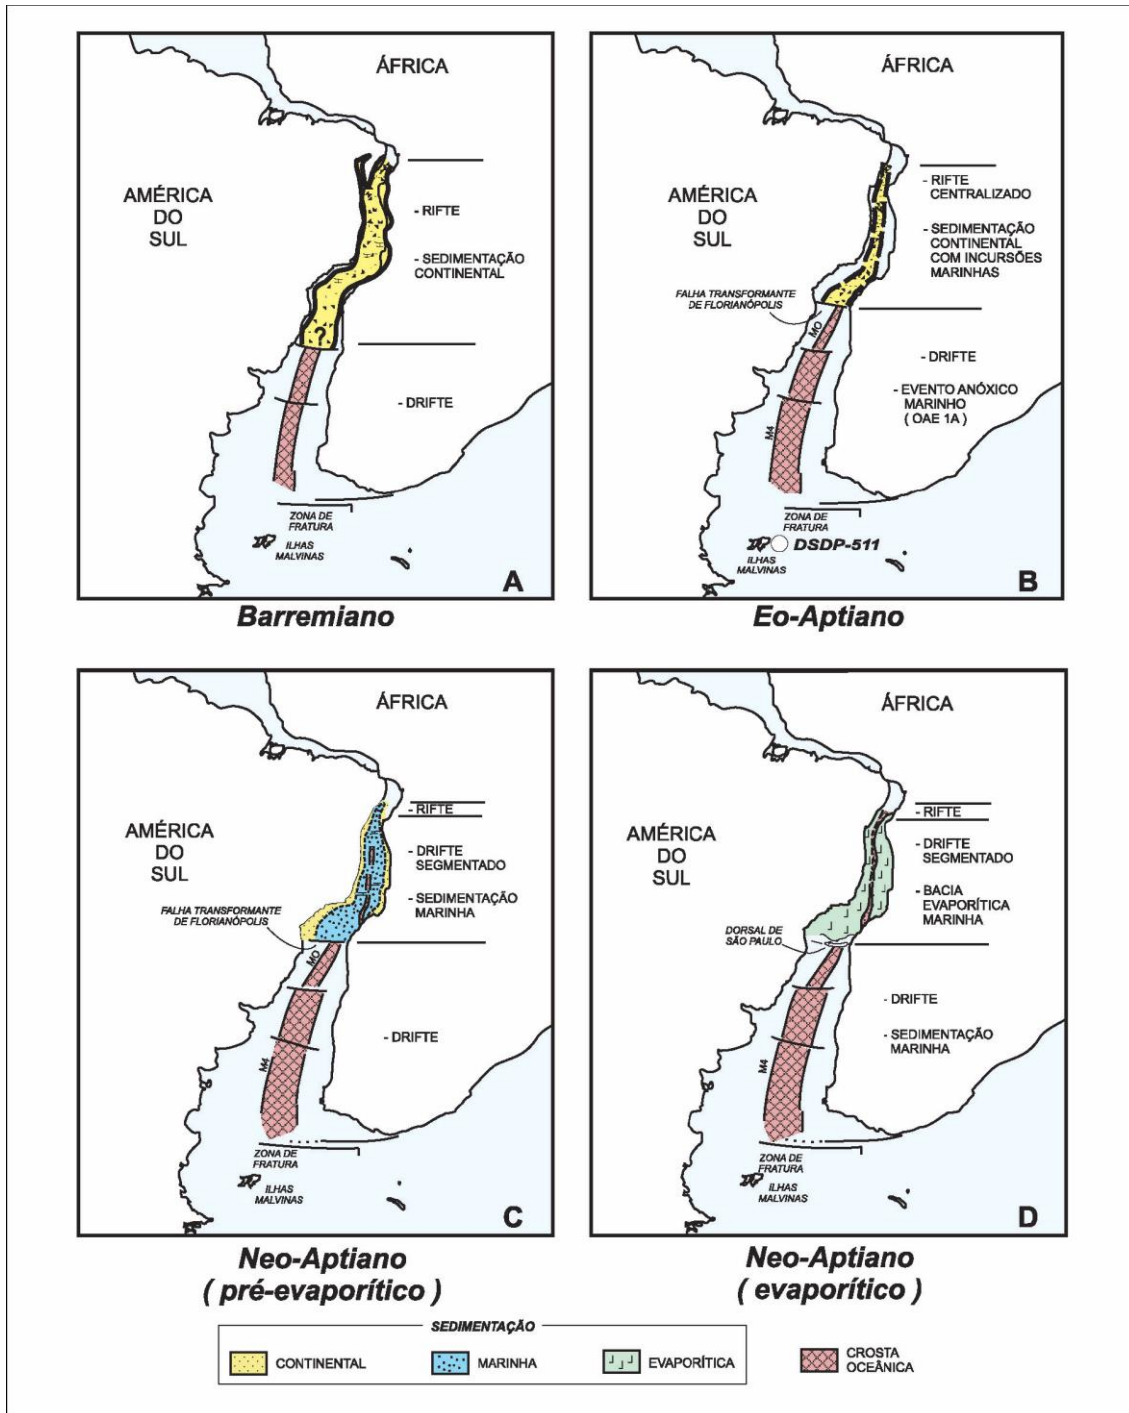 ÁFRICA
AMÉRICA
DO
SUL
- RIFTE
- SEDIMENTAÇÃO
CONTINENTAL
?
- DRIFTE
ZONA DE
FRATURA
ILHAS
MALVINAS
A
Barremiano
ÁFRICA
AMÉRICA
DO
SUL
- RIFTE
CENTRALIZADO
- SEDIMENTAÇÃO
CONTINENTAL
COM INCURSÕES
MARINHAS
FALHA TRANSFORMANTE
DE FLORIANÓPOLIS
MO
- DRIFTE
- EVENTO ANÓXICO
MARINHO
( OAE 1A )
M4
ZONA DE
FRATURA
DSDP-511
ILHAS
MALVINAS
B
Eo-Aptiano
ÁFRICA
AMÉRICA
DO
SUL
- RIFTE
- DRIFTE
SEGMENTADO
- SEDIMENTAÇÃO
MARINHA
FALHA TRANSFORMANTE
DE FLORIANÓPOLIS
MO
- DRIFTE
M4
ZONA DE
FRATURA
ILHAS
MALVINAS
C
Neo-Aptiano
( pré-evaporítico )
ÁFRICA
AMÉRICA
DO
SUL
- RIFTE
- DRIFTE
SEGMENTADO
- BACIA
EVAPORÍTICA
MARINHA
DORSAL DE
SÃO PAULO
MO
- DRIFTE
- SEDIMENTAÇÃO
MARINHA
M4
ZONA DE
FRATURA
ILHAS
MALVINAS
D
Neo-Aptiano
( evaporítico )
SEDIMENTAÇÃO
CONTINENTAL
MARINHA
EVAPORÍTICA
CROSTA
OCEÂNICA